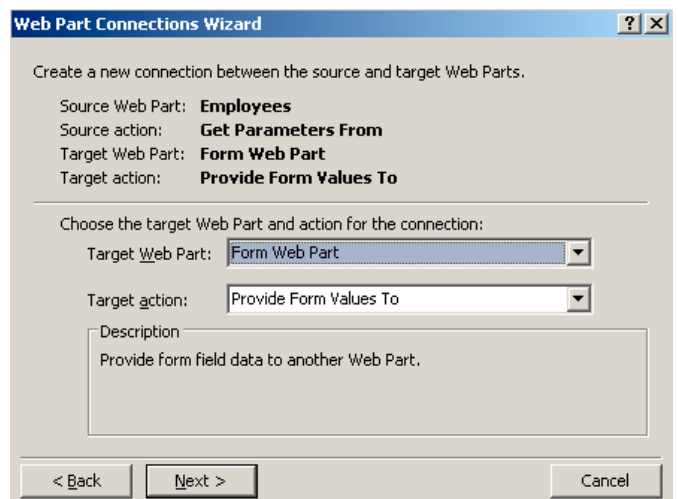 Web Part Connections Wizard
Create a new connection between the source and target Web Parts.
Source Web Part: Employees
Source action: Get Parameters From
Target Web Part: Form Web Part
Target action: Provide Form Values To
Choose the target Web Part and action for the connection:
Target Web Part: Form Web Part
Target action: Provide Form Values To
Description
Provide form field data to another Web Part.
< Back Next > Cancel